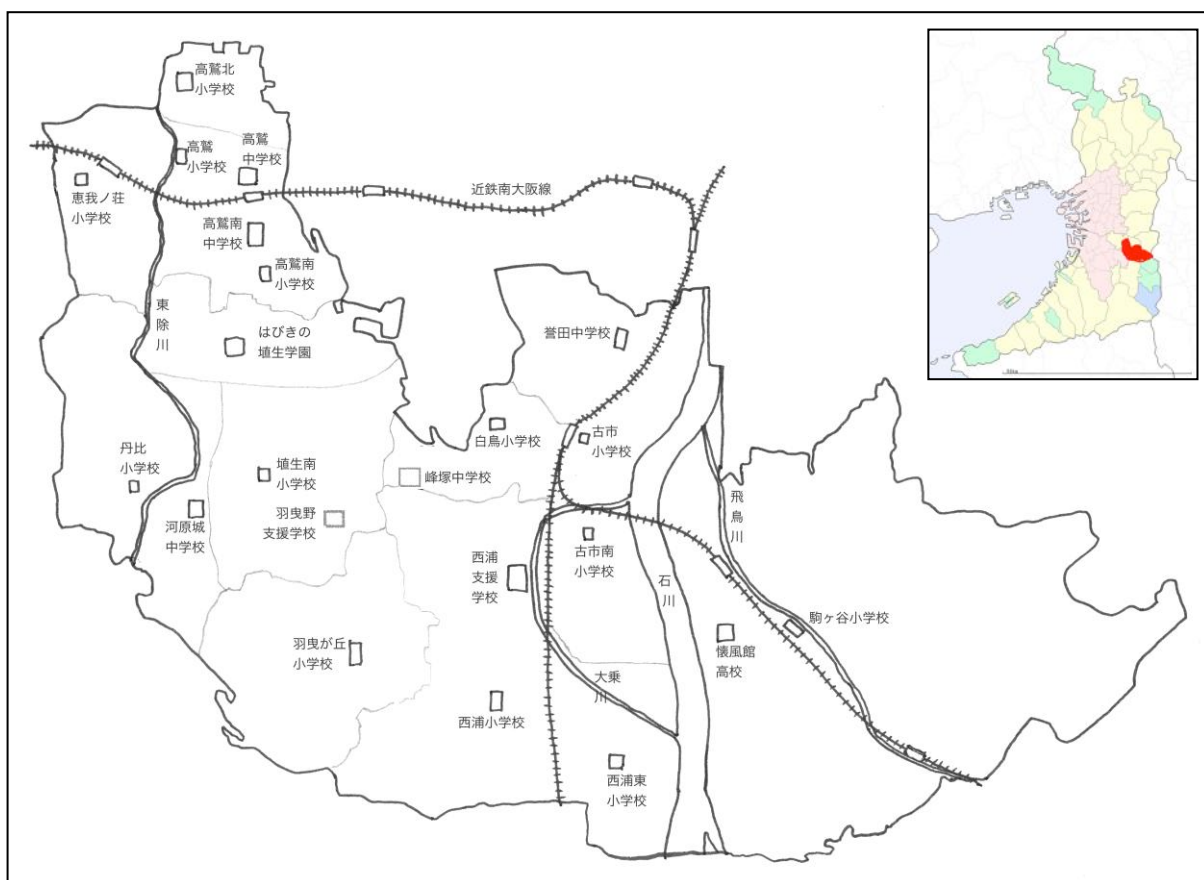 高鷲北
小学校
高鷲
小学校
高鷲
中学校
恵我ノ荘
小学校
近鉄南大阪線
高鷲南
中学校
高鷲南
小学校
東除川
はびきの
埴生学園
誉田中学校
白鳥小学校
古市
小学校
丹比
小学校
埴生南
小学校
峰塚中学校
羽曳野
支援学校
河原城
中学校
飛鳥川
古市南
小学校
西浦
支援
学校
石川
駒ヶ谷小学校
懐風館
高校
羽曳が丘
小学校
大乗川
西浦小学校
西浦東
小学校